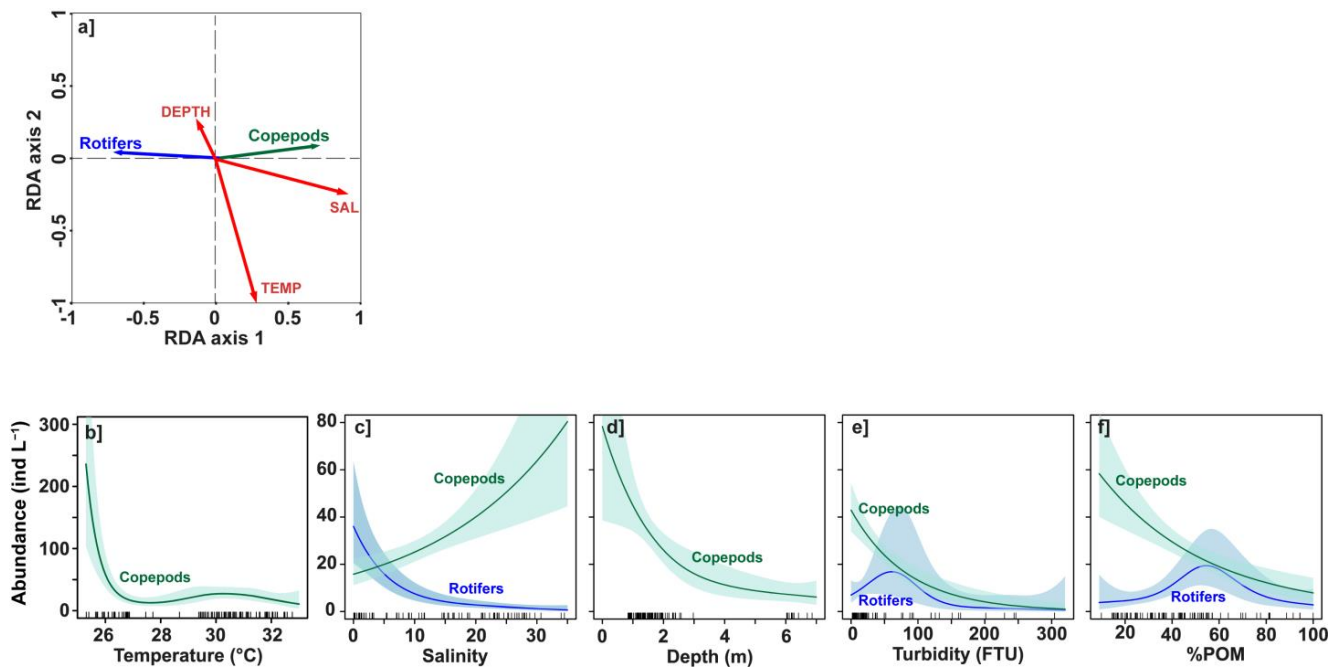 a]
1
0.5
0
-0.5
-1
RDA axis 2
DEPTH
Rotifers
Copepods
SAL
TEMP
-1 -0.5 0 0.5 1
RDA axis 1
Abundance (ind L⁻¹)
b]
300
200
100
0
Copepods
26 28 30 32
Temperature (°C)
c]
80
60
40
20
0
Copepods
Rotifers
0 10 20 30
Salinity
d]
Copepods
0 2 4 6
Depth (m)
e]
Copepods
Rotifers
0 100 200 300
Turbidity (FTU)
f]
Copepods
Rotifers
20 40 60 80 100
%POM